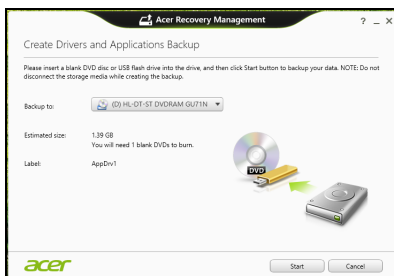 Acer Recovery Management
? _ ×
Create Drivers and Applications Backup
Please insert a blank DVD disc or USB flash drive into the drive, and then click Start button to backup your data. NOTE: Do not
disconnect the storage media while creating the backup.
Backup to: (D) HL-DT-ST DVDRAM GU71N
Estimated size: 1.39 GB
You will need 1 blank DVDs to burn.
Label: AppDrv1
DVD
acer
Start Cancel